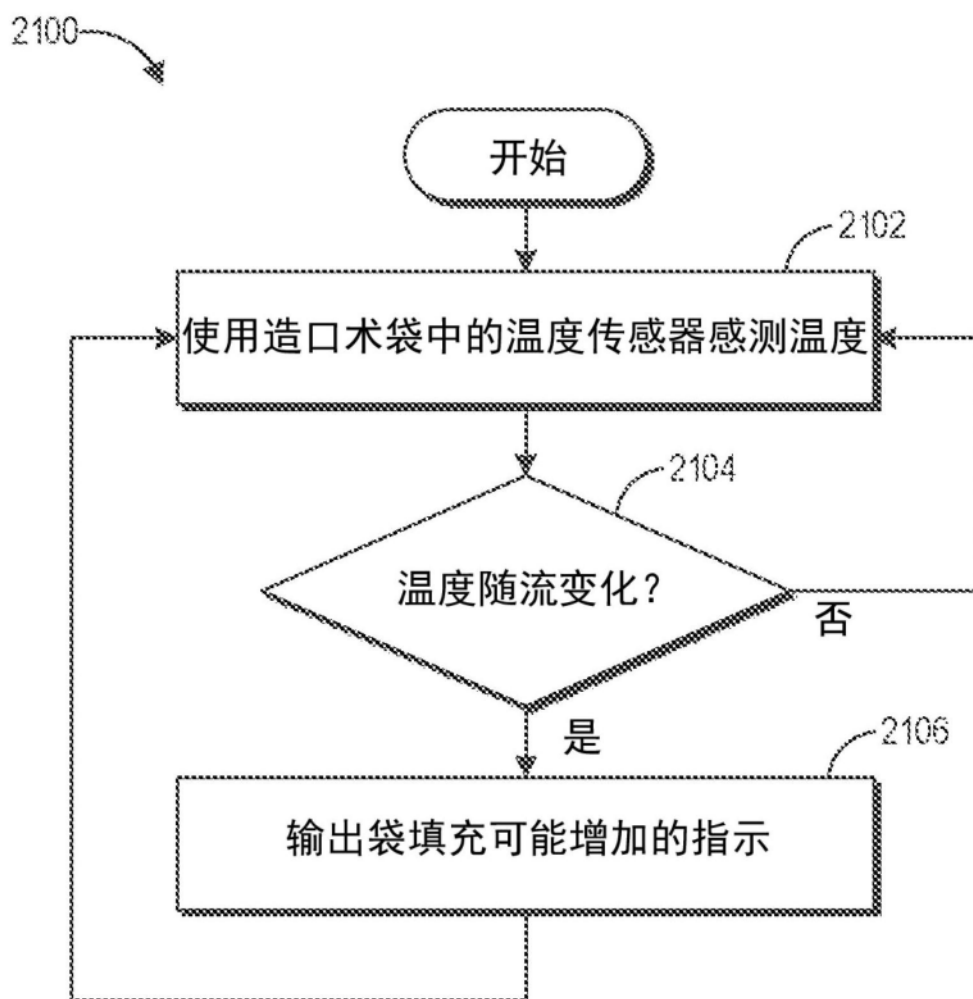 2100
开始
2102
使用造口术袋中的温度传感器感测温度
2104
温度随流变化？
否
是
2106
输出袋填充可能增加的指示